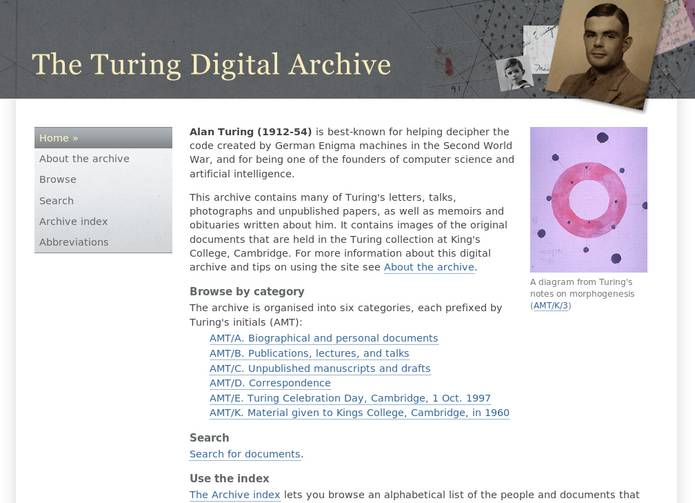 The Turing Digital Archive
Home »
About the archive
Browse
Search
Archive index
Abbreviations
Alan Turing (1912-54) is best-known for helping decipher the
code created by German Enigma machines in the Second World
War, and for being one of the founders of computer science and
artificial intelligence.
This archive contains many of Turing's letters, talks,
photographs and unpublished papers, as well as memoirs and
obituaries written about him. It contains images of the original
documents that are held in the Turing collection at King's
College, Cambridge. For more information about this digital
archive and tips on using the site see About the archive.
A diagram from Turing's
notes on morphogenesis
(AMT/K/3)
Browse by category
The archive is organised into six categories, each prefixed by
Turing's initials (AMT):
AMT/A. Biographical and personal documents
AMT/B. Publications, lectures, and talks
AMT/C. Unpublished manuscripts and drafts
AMT/D. Correspondence
AMT/E. Turing Celebration Day, Cambridge, 1 Oct. 1997
AMT/K. Material given to Kings College, Cambridge, in 1960
Search
Search for documents.
Use the index
The Archive index lets you browse an alphabetical list of the people and documents that